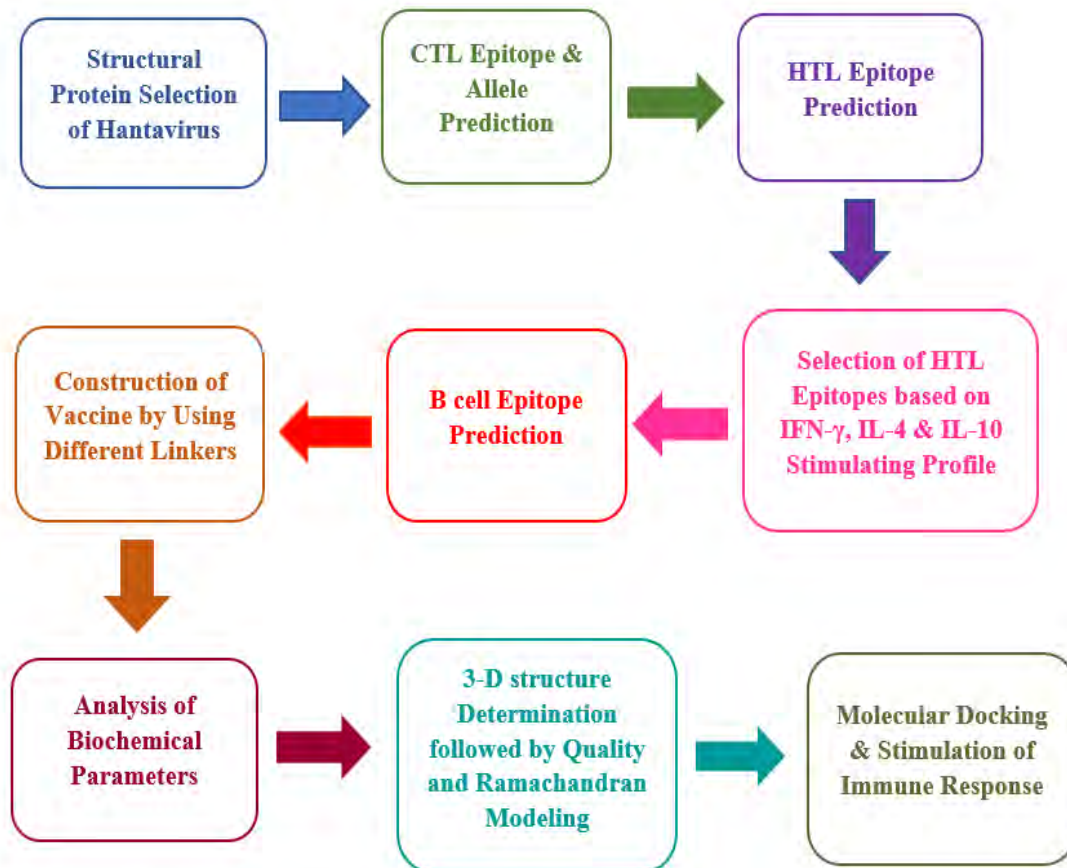 Structural
Protein Selection
of Hantavirus
CTL Epitope &
Allele
Prediction
HTL Epitope
Prediction
Selection of HTL
Epitopes based on
IFN-γ, IL-4 & IL-10
Stimulating Profile
B cell Epitope
Prediction
Construction of
Vaccine by Using
Different Linkers
Analysis of
Biochemical
Parameters
3-D structure
Determination
followed by Quality
and Ramachandran
Modeling
Molecular Docking
& Stimulation of
Immune Response